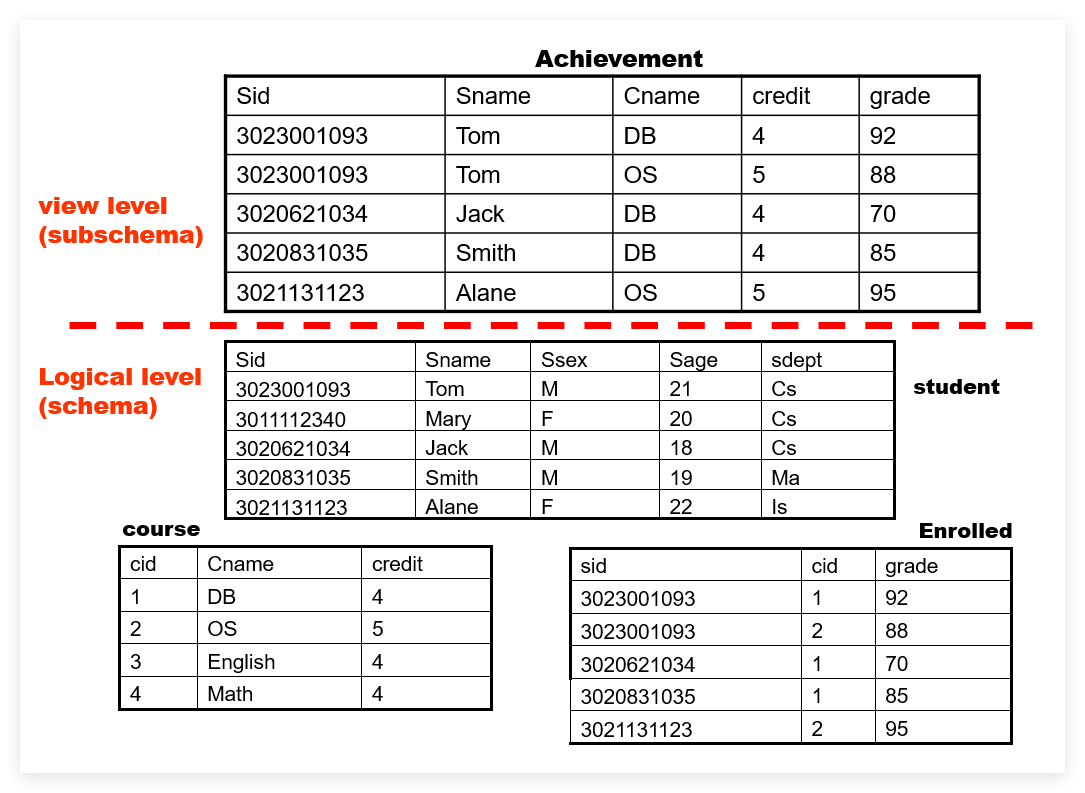 Achievement
Sid Sname Cname credit grade
3023001093 Tom DB 4 92
3023001093 Tom OS 5 88
view level
(subschema)
3020621034 Jack DB 4 70
3020831035 Smith DB 4 85
3021131123 Alane OS 5 95
Logical level
(schema)
Sid Sname Ssex Sage sdept
3023001093 Tom M 21 Cs
3011112340 Mary F 20 Cs
3020621034 Jack M 18 Cs
3020831035 Smith M 19 Ma
3021131123 Alane F 22 Is
student
course
cid Cname credit
1 DB 4
2 OS 5
3 English 4
4 Math 4
Enrolled
sid cid grade
3023001093 1 92
3023001093 2 88
3020621034 1 70
3020831035 1 85
3021131123 2 95